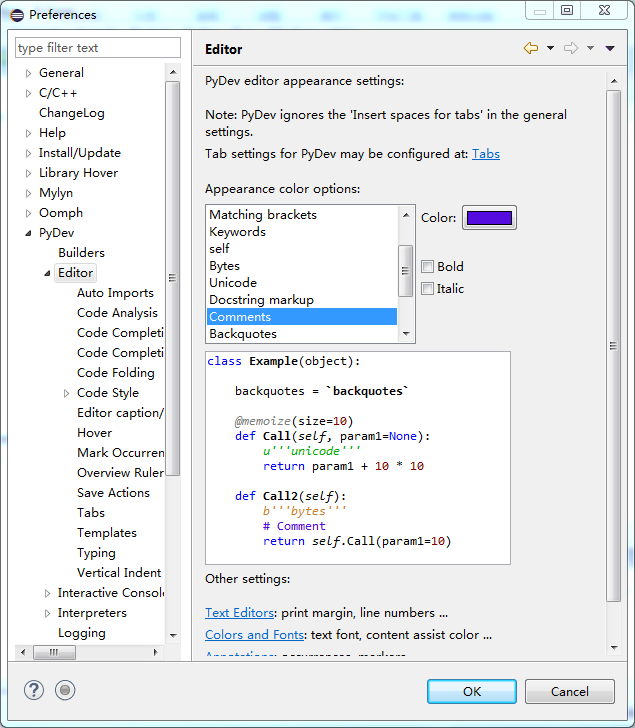 Preferences
type filter text
General
C/C++
ChangeLog
Help
Install/Update
Library Hover
Mylyn
Oomph
PyDev
Builders
Editor
Auto Imports
Code Analysis
Code Completi
Code Completi
Code Folding
Code Style
Editor caption/
Hover
Mark Occurren
Overview Ruler
Save Actions
Tabs
Templates
Typing
Vertical Indent
Interactive Consol
Interpreters
Logging
Editor
PyDev editor appearance settings:
Note: PyDev ignores the 'Insert spaces for tabs' in the general
settings.
Tab settings for PyDev may be configured at: Tabs
Appearance color options:
Matching brackets
Keywords
self
Bytes
Unicode
Docstring markup
Comments
Backquotes
Color:
Bold
Italic
class Example(object):
backquotes = `backquotes`
@memoize(size=10)
def Call(self, param1=None):
u'''unicode'''
return param1 + 10 * 10
def Call2(self):
b'''bytes'''
# Comment
return self.Call(param1=10)
Other settings:
Text Editors: print margin, line numbers ...
Colors and Fonts: text font, content assist color ...
Annotations: occurrences, markers
?
OK
Cancel